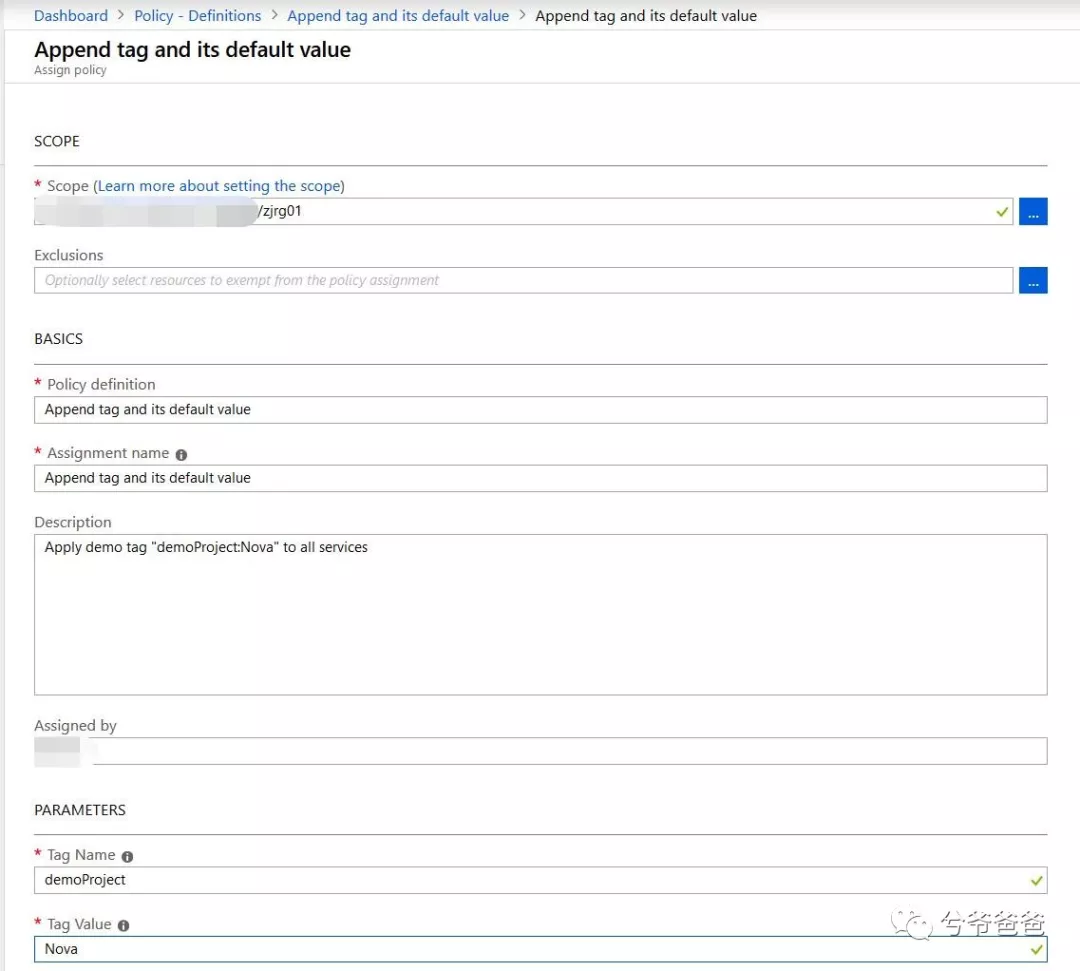 Dashboard > Policy - Definitions > Append tag and its default value > Append tag and its default value
Append tag and its default value
Assign policy
SCOPE
* Scope (Learn more about setting the scope)
/zjrg01
...
Exclusions
Optionally select resources to exempt from the policy assignment
...
BASICS
* Policy definition
Append tag and its default value
* Assignment name
Append tag and its default value
Description
Apply demo tag "demoProject:Nova" to all services
Assigned by
PARAMETERS
* Tag Name
demoProject
* Tag Value
Nova
兮爷爸爸